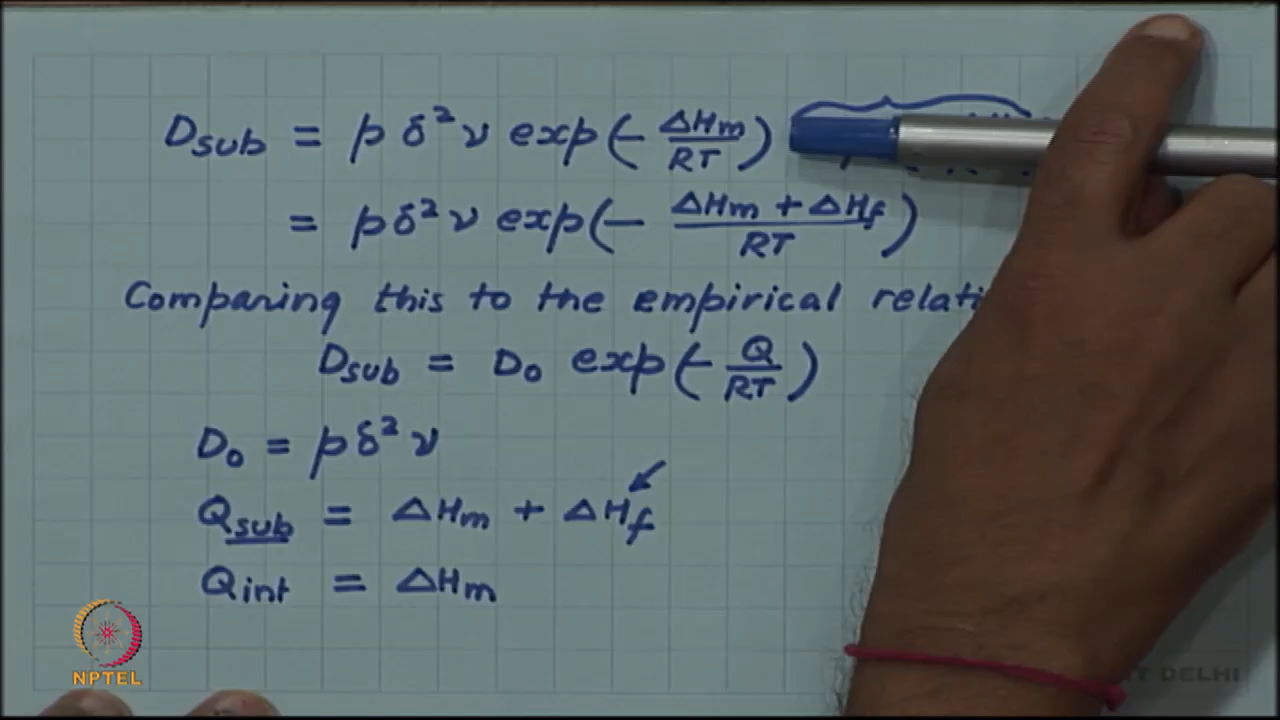 Dsub = p δ² ν exp(- ΔHm/RT)
= p δ² ν exp(- (ΔHm + ΔHf)/RT)
Comparing this to the empirical
Dsub = D₀ exp(- Q/RT)
D₀ = p δ² ν
Qsub = ΔHm + ΔHf
Qint = ΔHm
NPTEL
DELHI